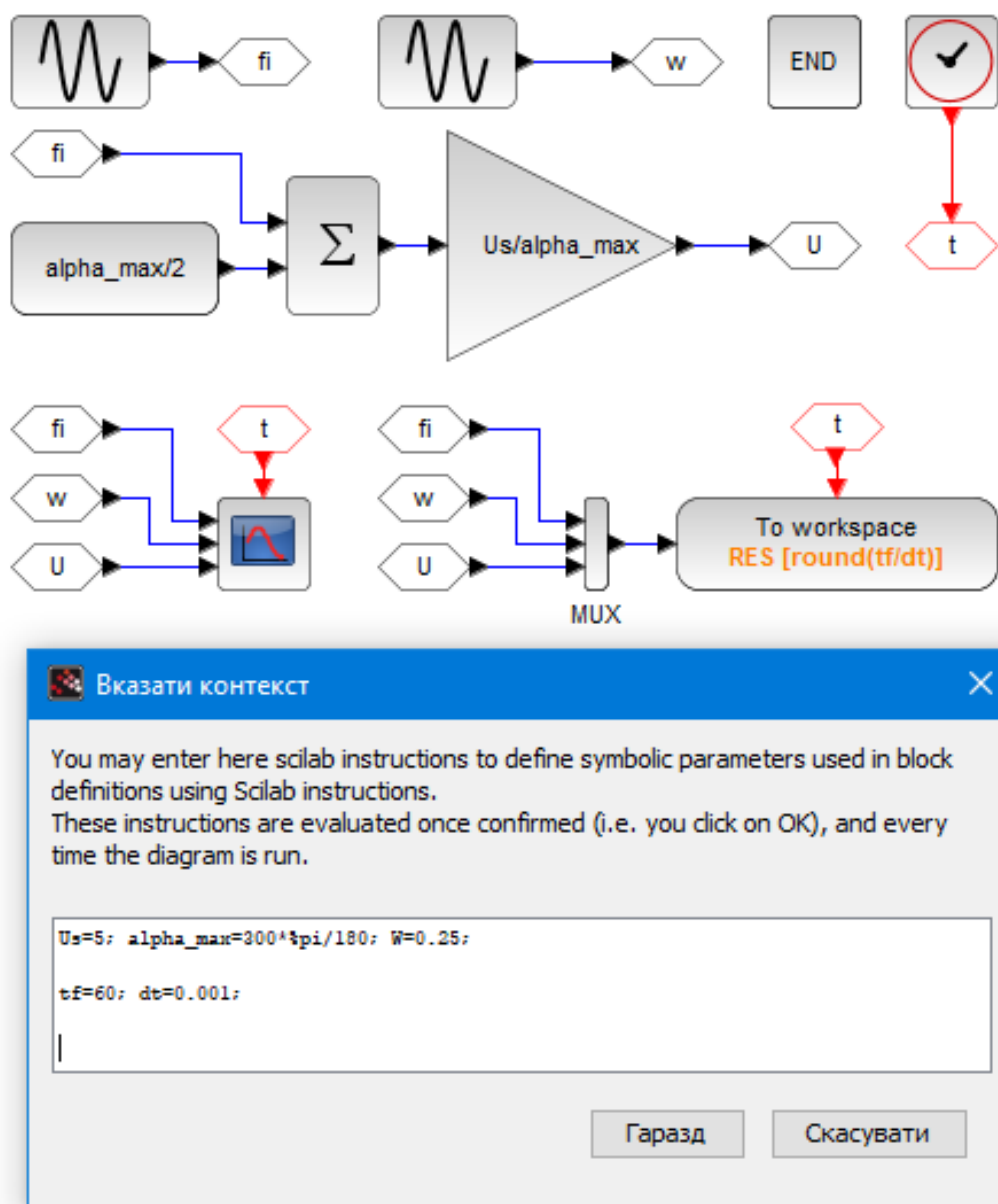 fi
w
END
fi
alpha_max/2
Σ
Us/alpha_max
U
t
fi
t
fi
t
w
w
U
U
To workspace
RES [round(tf/dt)]
MUX
Вказати контекст
You may enter here scilab instructions to define symbolic parameters used in block
definitions using Scilab instructions.
These instructions are evaluated once confirmed (i.e. you click on OK), and every
time the diagram is run.
Us=5; alpha_max=300*%pi/180; W=0.25;
tf=60; dt=0.001;
Гаразд
Скасувати